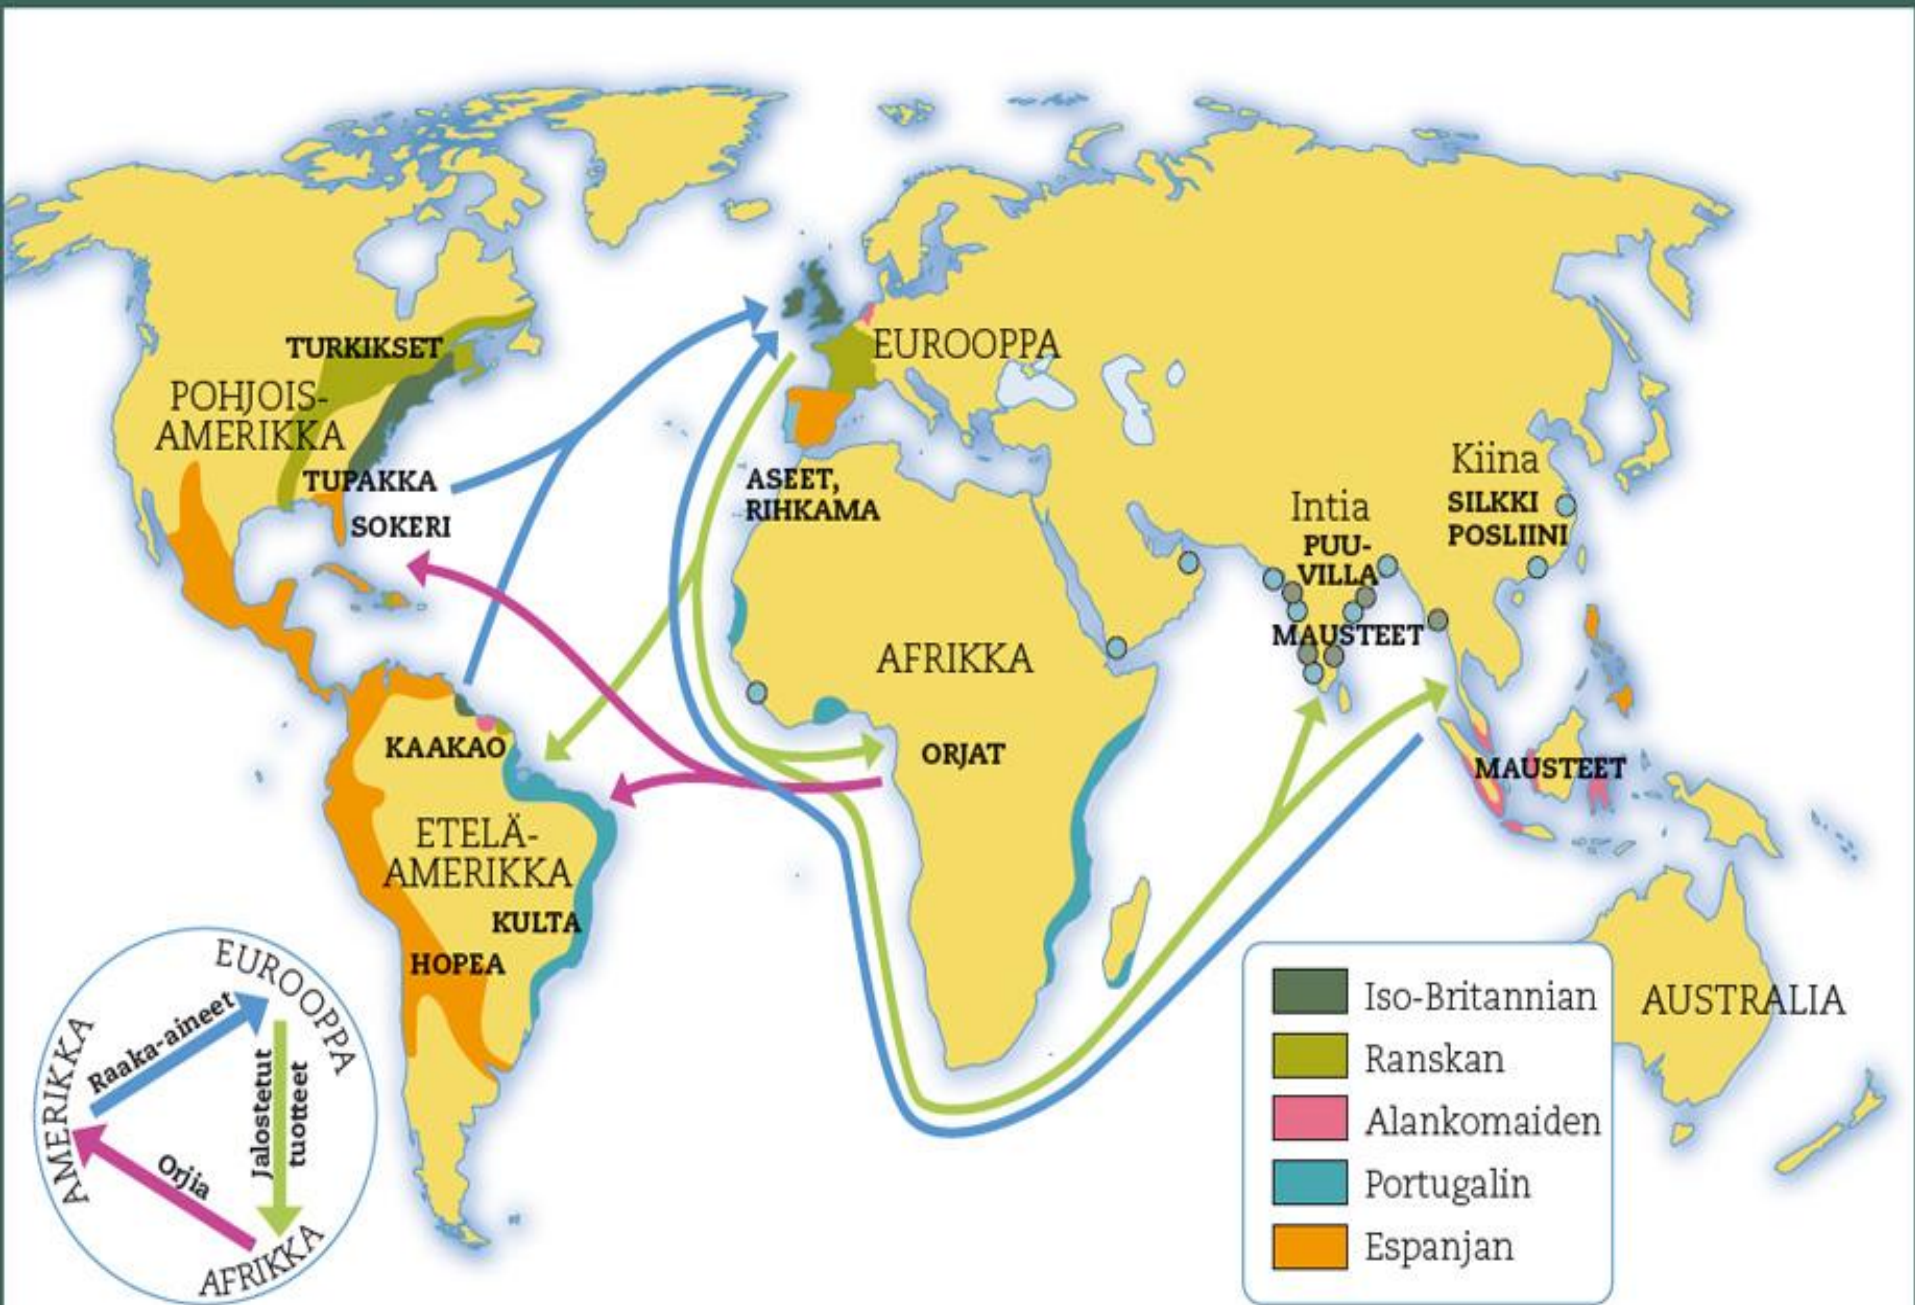 TURKIKSET
POHJOIS-
AMERIKKA
TUPAKKA
SOKERI
EUROOPPA
ASEET,
RIHKAMA
Kiina
SILKKI
POSLIINI
Intia
PUU-
VILLA
MAUSTEET
AFRIKKA
ORJAT
MAUSTEET
KAAKAO
ETELÄ-
AMERIKKA
KULTA
HOPEA
AUSTRALIA
EUROOPPA
AMERIKKA
AFRIKKA
Raaka-aineet
Jalostetut
tuotteet
Orjia
Iso-Britannian
Ranskan
Alankomaiden
Portugalin
Espanjan